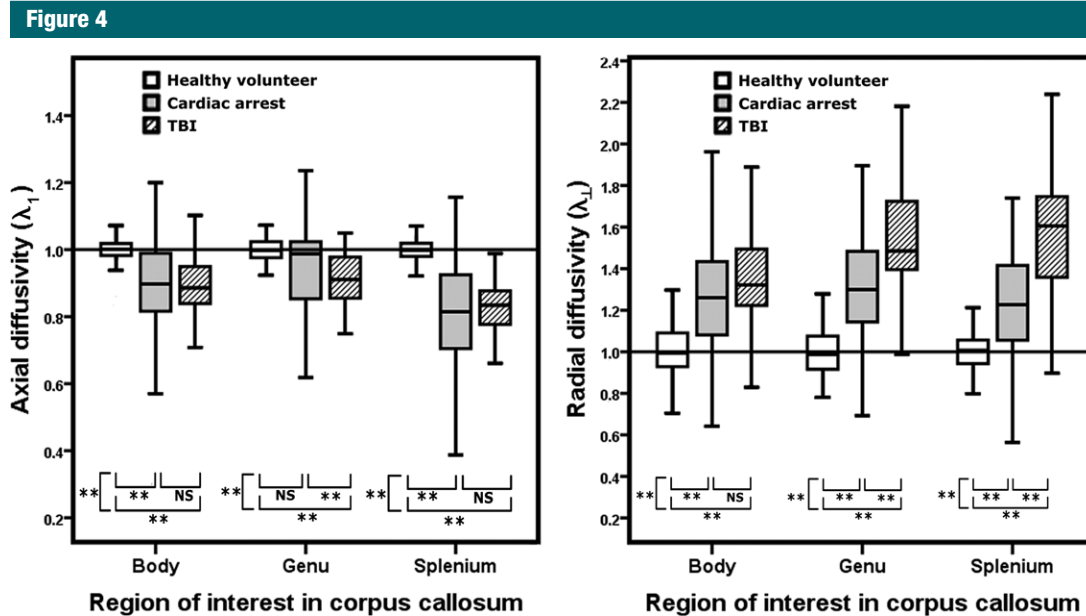 Figure 4
Healthy volunteer
Cardiac arrest
TBI
Axial diffusivity (λ₁)
1.4
1.2
1.0
0.8
0.6
0.4
0.2
** ** NS **
** NS ** **
** ** NS **
Body Genu Splenium
Region of interest in corpus callosum
Healthy volunteer
Cardiac arrest
TBI
Radial diffusivity (λ⊥)
2.4
2.2
2.0
1.8
1.6
1.4
1.2
1.0
0.8
0.6
0.4
0.2
** ** NS **
** ** ** **
** ** ** **
Body Genu Splenium
Region of interest in corpus callosum